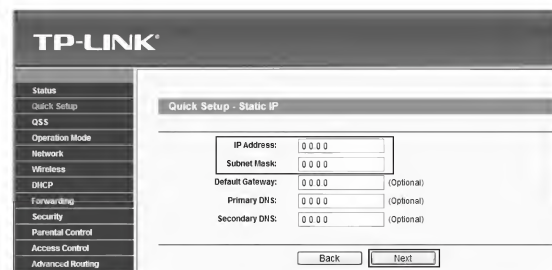 TP-LINK®
Status
Quick Setup
QSS
Operation Mode
Network
Wireless
DHCP
Forwarding
Security
Parental Control
Access Control
Advanced Routing
Quick Setup - Static IP
IP Address: 0 0 0 0
Subnet Mask: 0 0 0 0
Default Gateway: 0 0 0 0 (Optional)
Primary DNS: 0 0 0 0 (Optional)
Secondary DNS: 0 0 0 0 (Optional)
Back Next